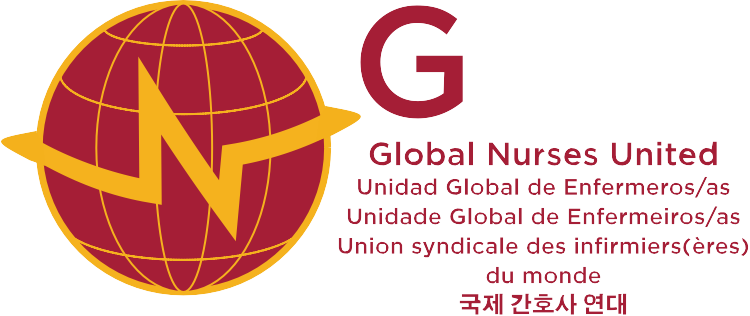 G
Global Nurses United
Unidad Global de Enfermeros/as
Unidade Global de Enfermeiros/as
Union syndicale des infirmiers(ères)
du monde
국제 간호사 연대